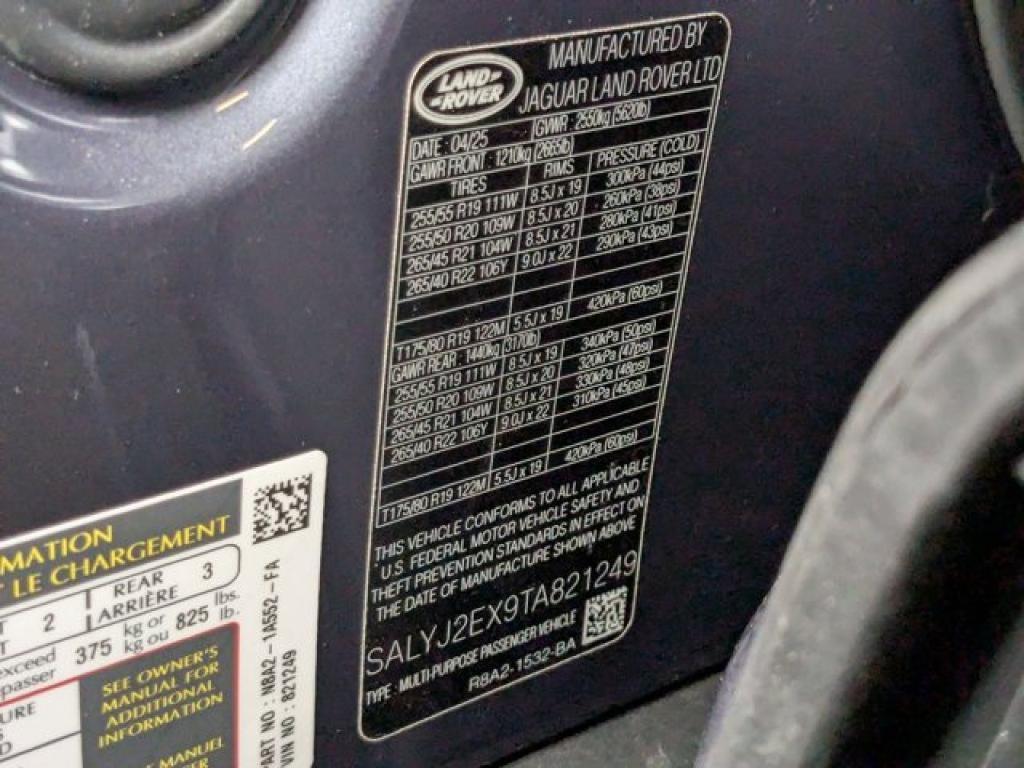 LAND ROVER
MANUFACTURED BY
JAGUAR LAND ROVER LTD
DATE : 04/25 GVWR : 2550kg (5620lb)
GAWR FRONT : 1210kg (2665lb)
TIRES RIMS PRESSURE (COLD)
255/55 R19 111W 8.5J x 19 300kPa (44psi)
255/50 R20 109W 8.5J x 20 260kPa (38psi)
265/45 R21 104W 8.5J x 21 280kPa (41psi)
265/40 R22 106Y 9.0J x 22 290kPa (43psi)
T175/80 R19 122M 5.5J x 19 420kPa (60psi)
GAWR REAR : 1440kg (3170lb)
255/55 R19 111W 8.5J x 19 340kPa (50psi)
255/50 R20 109W 8.5J x 20 320kPa (47psi)
265/45 R21 104W 8.5J x 21 330kPa (48psi)
265/40 R22 106Y 9.0J x 22 310kPa (45psi)
T175/80 R19 122M 5.5J x 19 420kPa (60psi)
THIS VEHICLE CONFORMS TO ALL APPLICABLE
U.S. FEDERAL MOTOR VEHICLE SAFETY AND
THEFT PREVENTION STANDARDS IN EFFECT ON
THE DATE OF MANUFACTURE SHOWN ABOVE
SALYJ2EX9TA821249
TYPE : MULTI-PURPOSE PASSENGER VEHICLE
R8A2-1532-BA
RMATION
T LE CHARGEMENT
T 2 REAR 3
T ARRIÈRE
exceed 375 kg or 825 lbs.
passer kg ou lb.
URE
S
D
SEE OWNER'S
MANUAL FOR
ADDITIONAL
INFORMATION
MANUEL
PART NO : N8A2-1A552-FA
VIN NO : 821249